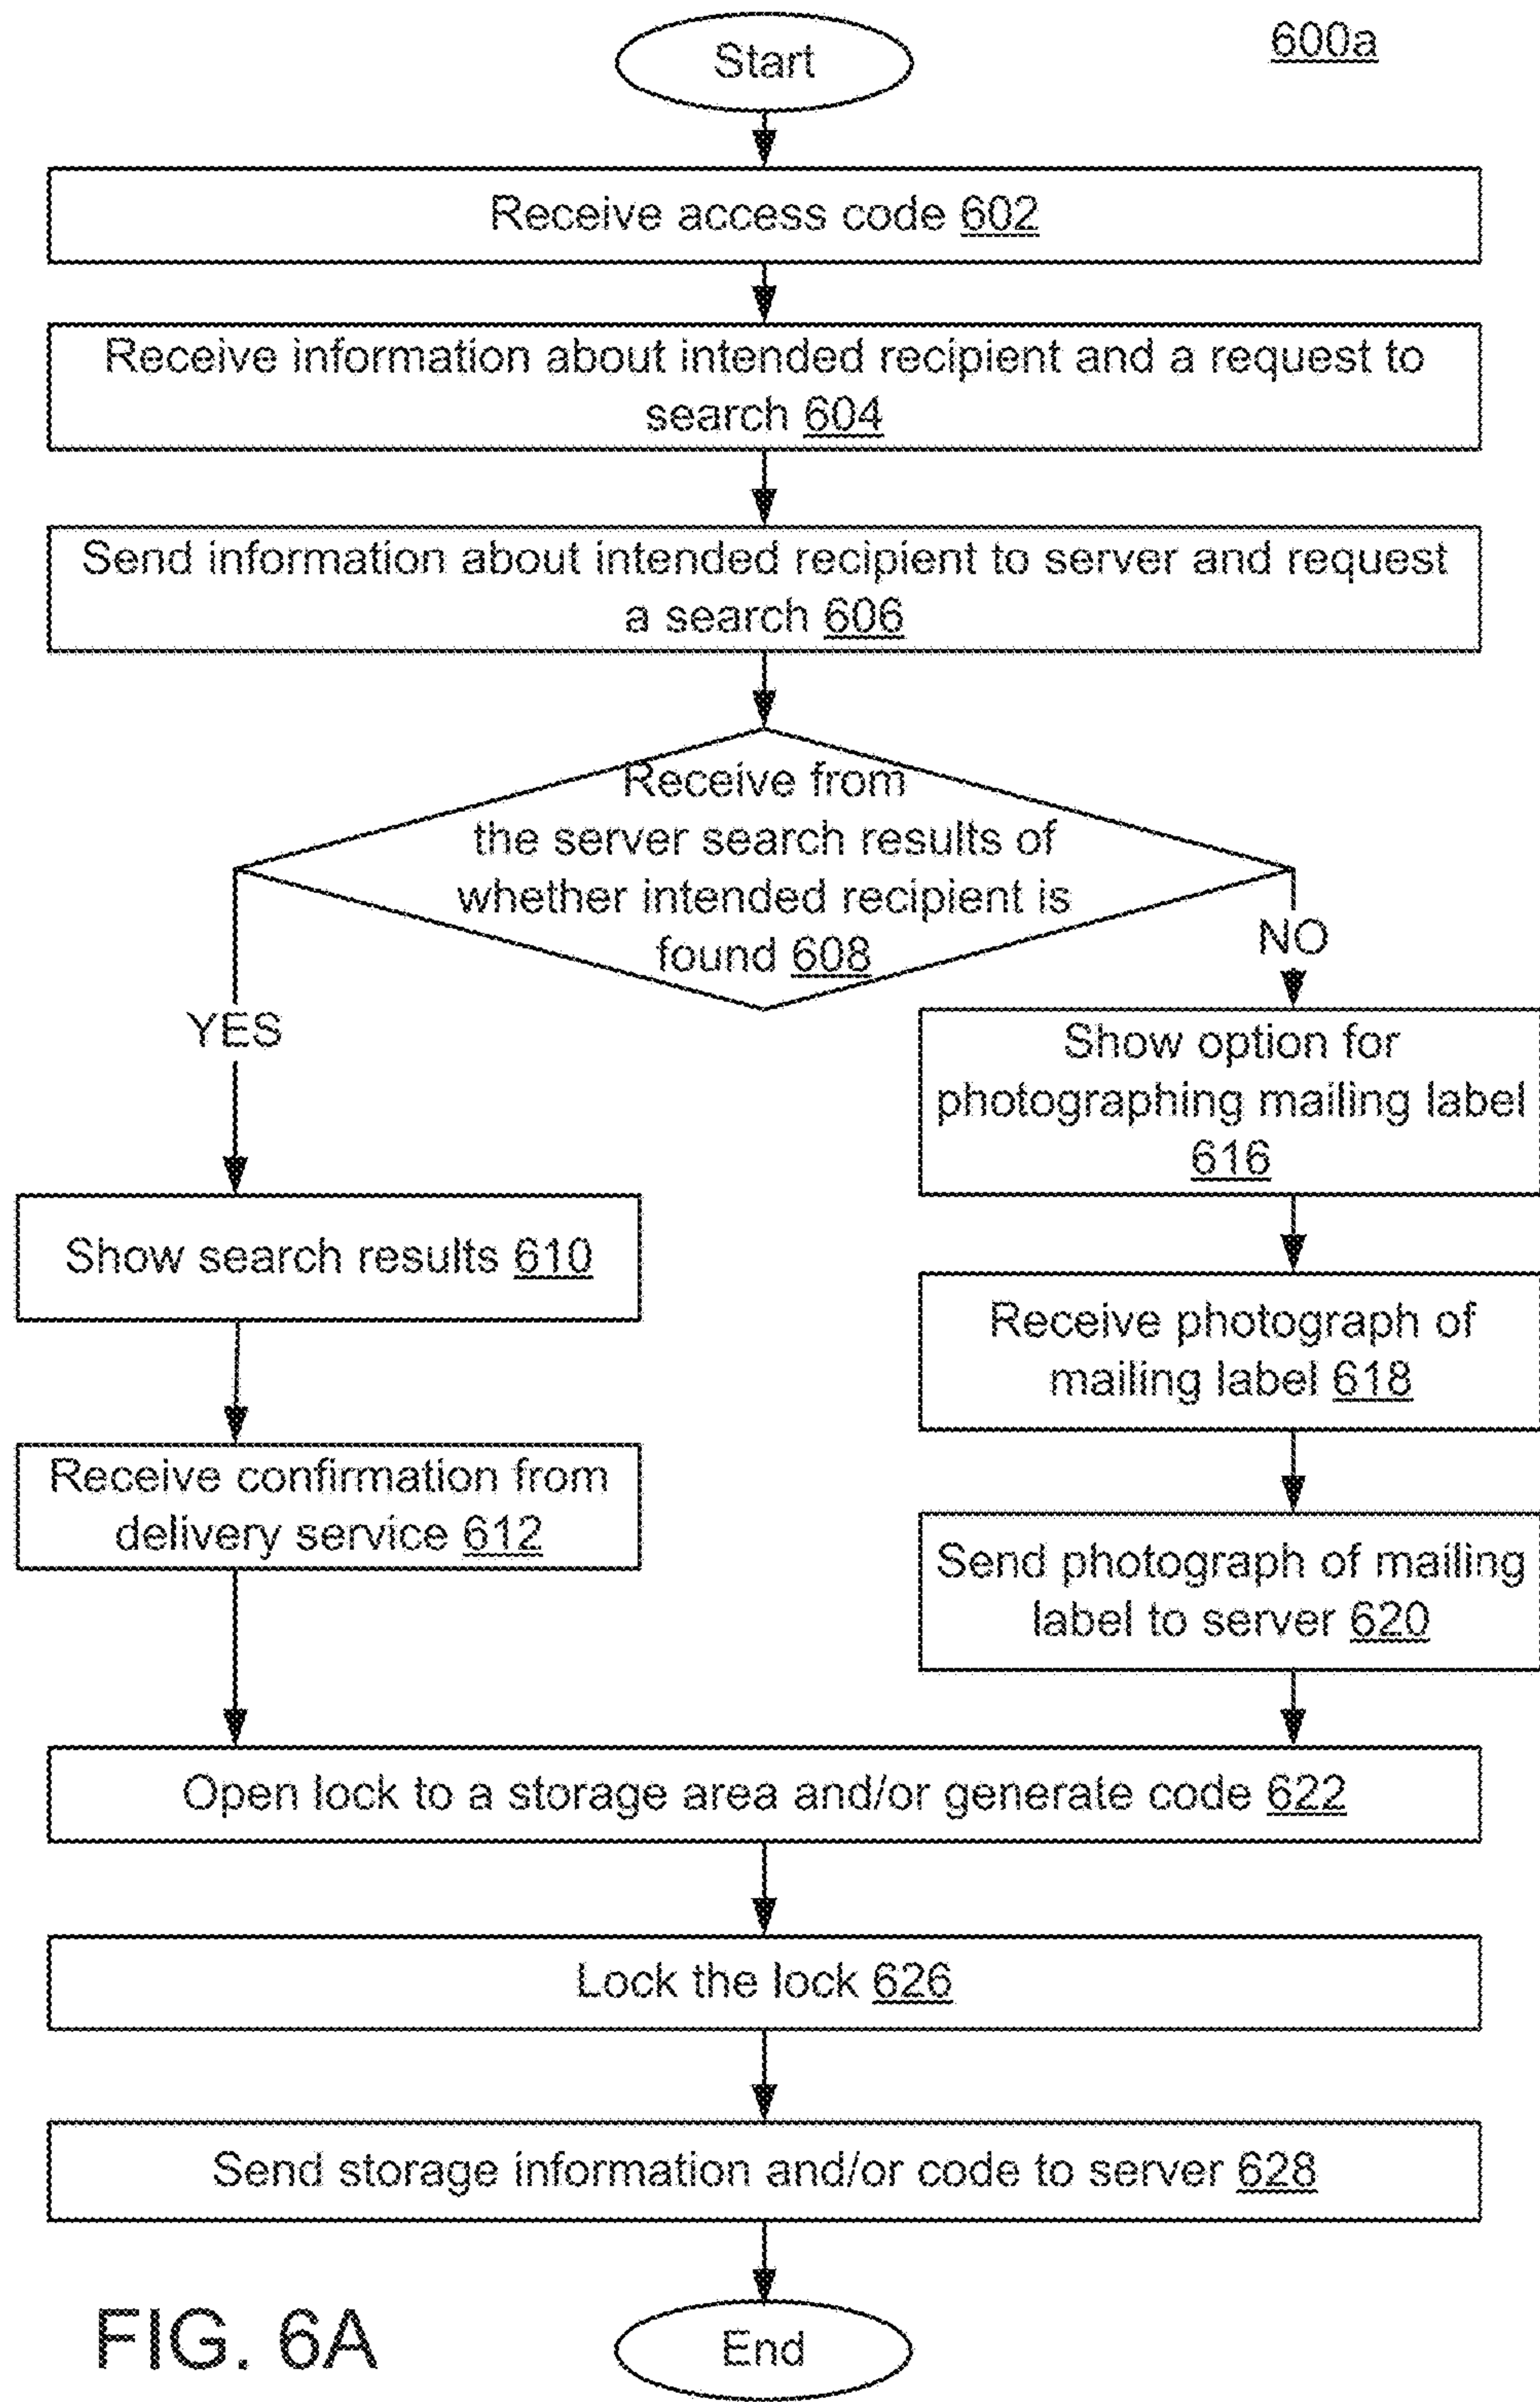 600a
Start
Receive access code 602
Receive information about intended recipient and a request to
search 604
Send information about intended recipient to server and request
a search 606
Receive from
the server search results of
whether intended recipient is
found 608
YES
NO
Show search results 610
Receive confirmation from
delivery service 612
Show option for
photographing mailing label
616
Receive photograph of
mailing label 618
Send photograph of mailing
label to server 620
Open lock to a storage area and/or generate code 622
Lock the lock 626
Send storage information and/or code to server 628
End
FIG. 6A